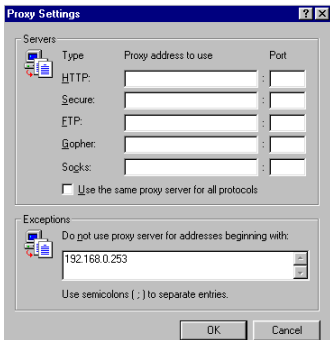 Proxy Settings
Servers
Type Proxy address to use Port
HTTP: :
Secure: :
FTP: :
Gopher: :
Socks: :
Use the same proxy server for all protocols
Exceptions
Do not use proxy server for addresses beginning with:
192.168.0.253
Use semicolons ( ; ) to separate entries.
OK Cancel